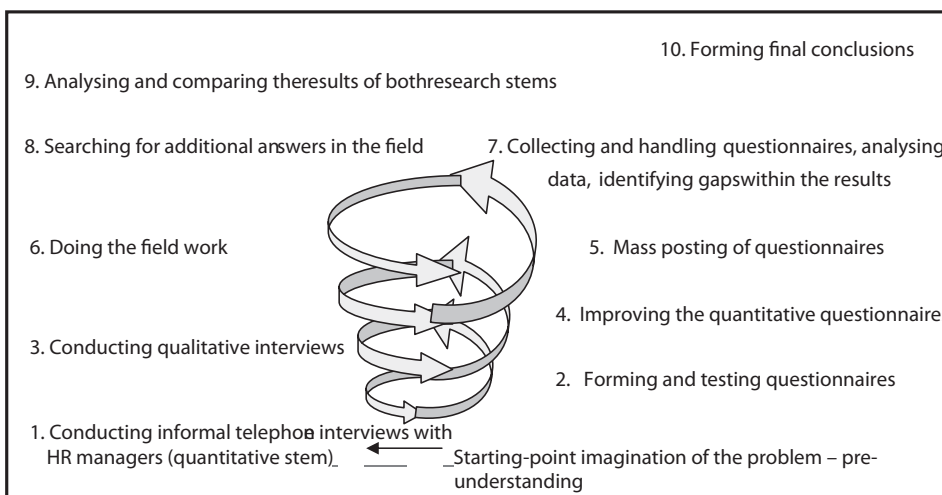 10. Forming final conclusions
9. Analysing and comparing theresults of bothresearch stems
8. Searching for additional answers in the field
7. Collecting and handling questionnaires, analysing
data, identifying gapswithin the results
6. Doing the field work
5. Mass posting of questionnaires
4. Improving the quantitative questionnaire
3. Conducting qualitative interviews
2. Forming and testing questionnaires
1. Conducting informal telephone interviews with
HR managers (quantitative stem)
Starting-point imagination of the problem – pre-
understanding